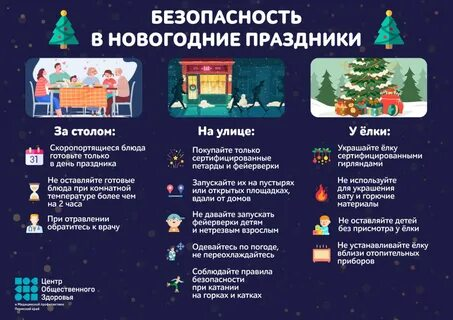 БЕЗОПАСНОСТЬ
В НОВОГОДНИЕ ПРАЗДНИКИ
За столом:
31
Скоропортящиеся блюда
готовьте только
в день праздника
Не оставляйте готовые
блюда при комнатной
температуре более чем
на 2 часа
При отравлении
обратитесь к врачу
На улице:
Покупайте только
сертифицированные
петарды и фейерверки
Запускайте их на пустырях
или открытых площадках,
вдали от домов
Не давайте запускать
фейерверки детям
и нетрезвым взрослым
Одевайтесь по погоде,
не переохлаждайтесь
Соблюдайте правила
безопасности
при катании
на горках и катках
У ёлки:
Украшайте ёлку
сертифицированными
гирляндами
Не используйте
для украшения
вату и горючие
материалы
Не оставляйте детей
без присмотра у ёлки
Не устанавливайте ёлку
вблизи отопительных
приборов
Центр
Общественного
Здоровья
и Медицинской профилактики
Пермский край